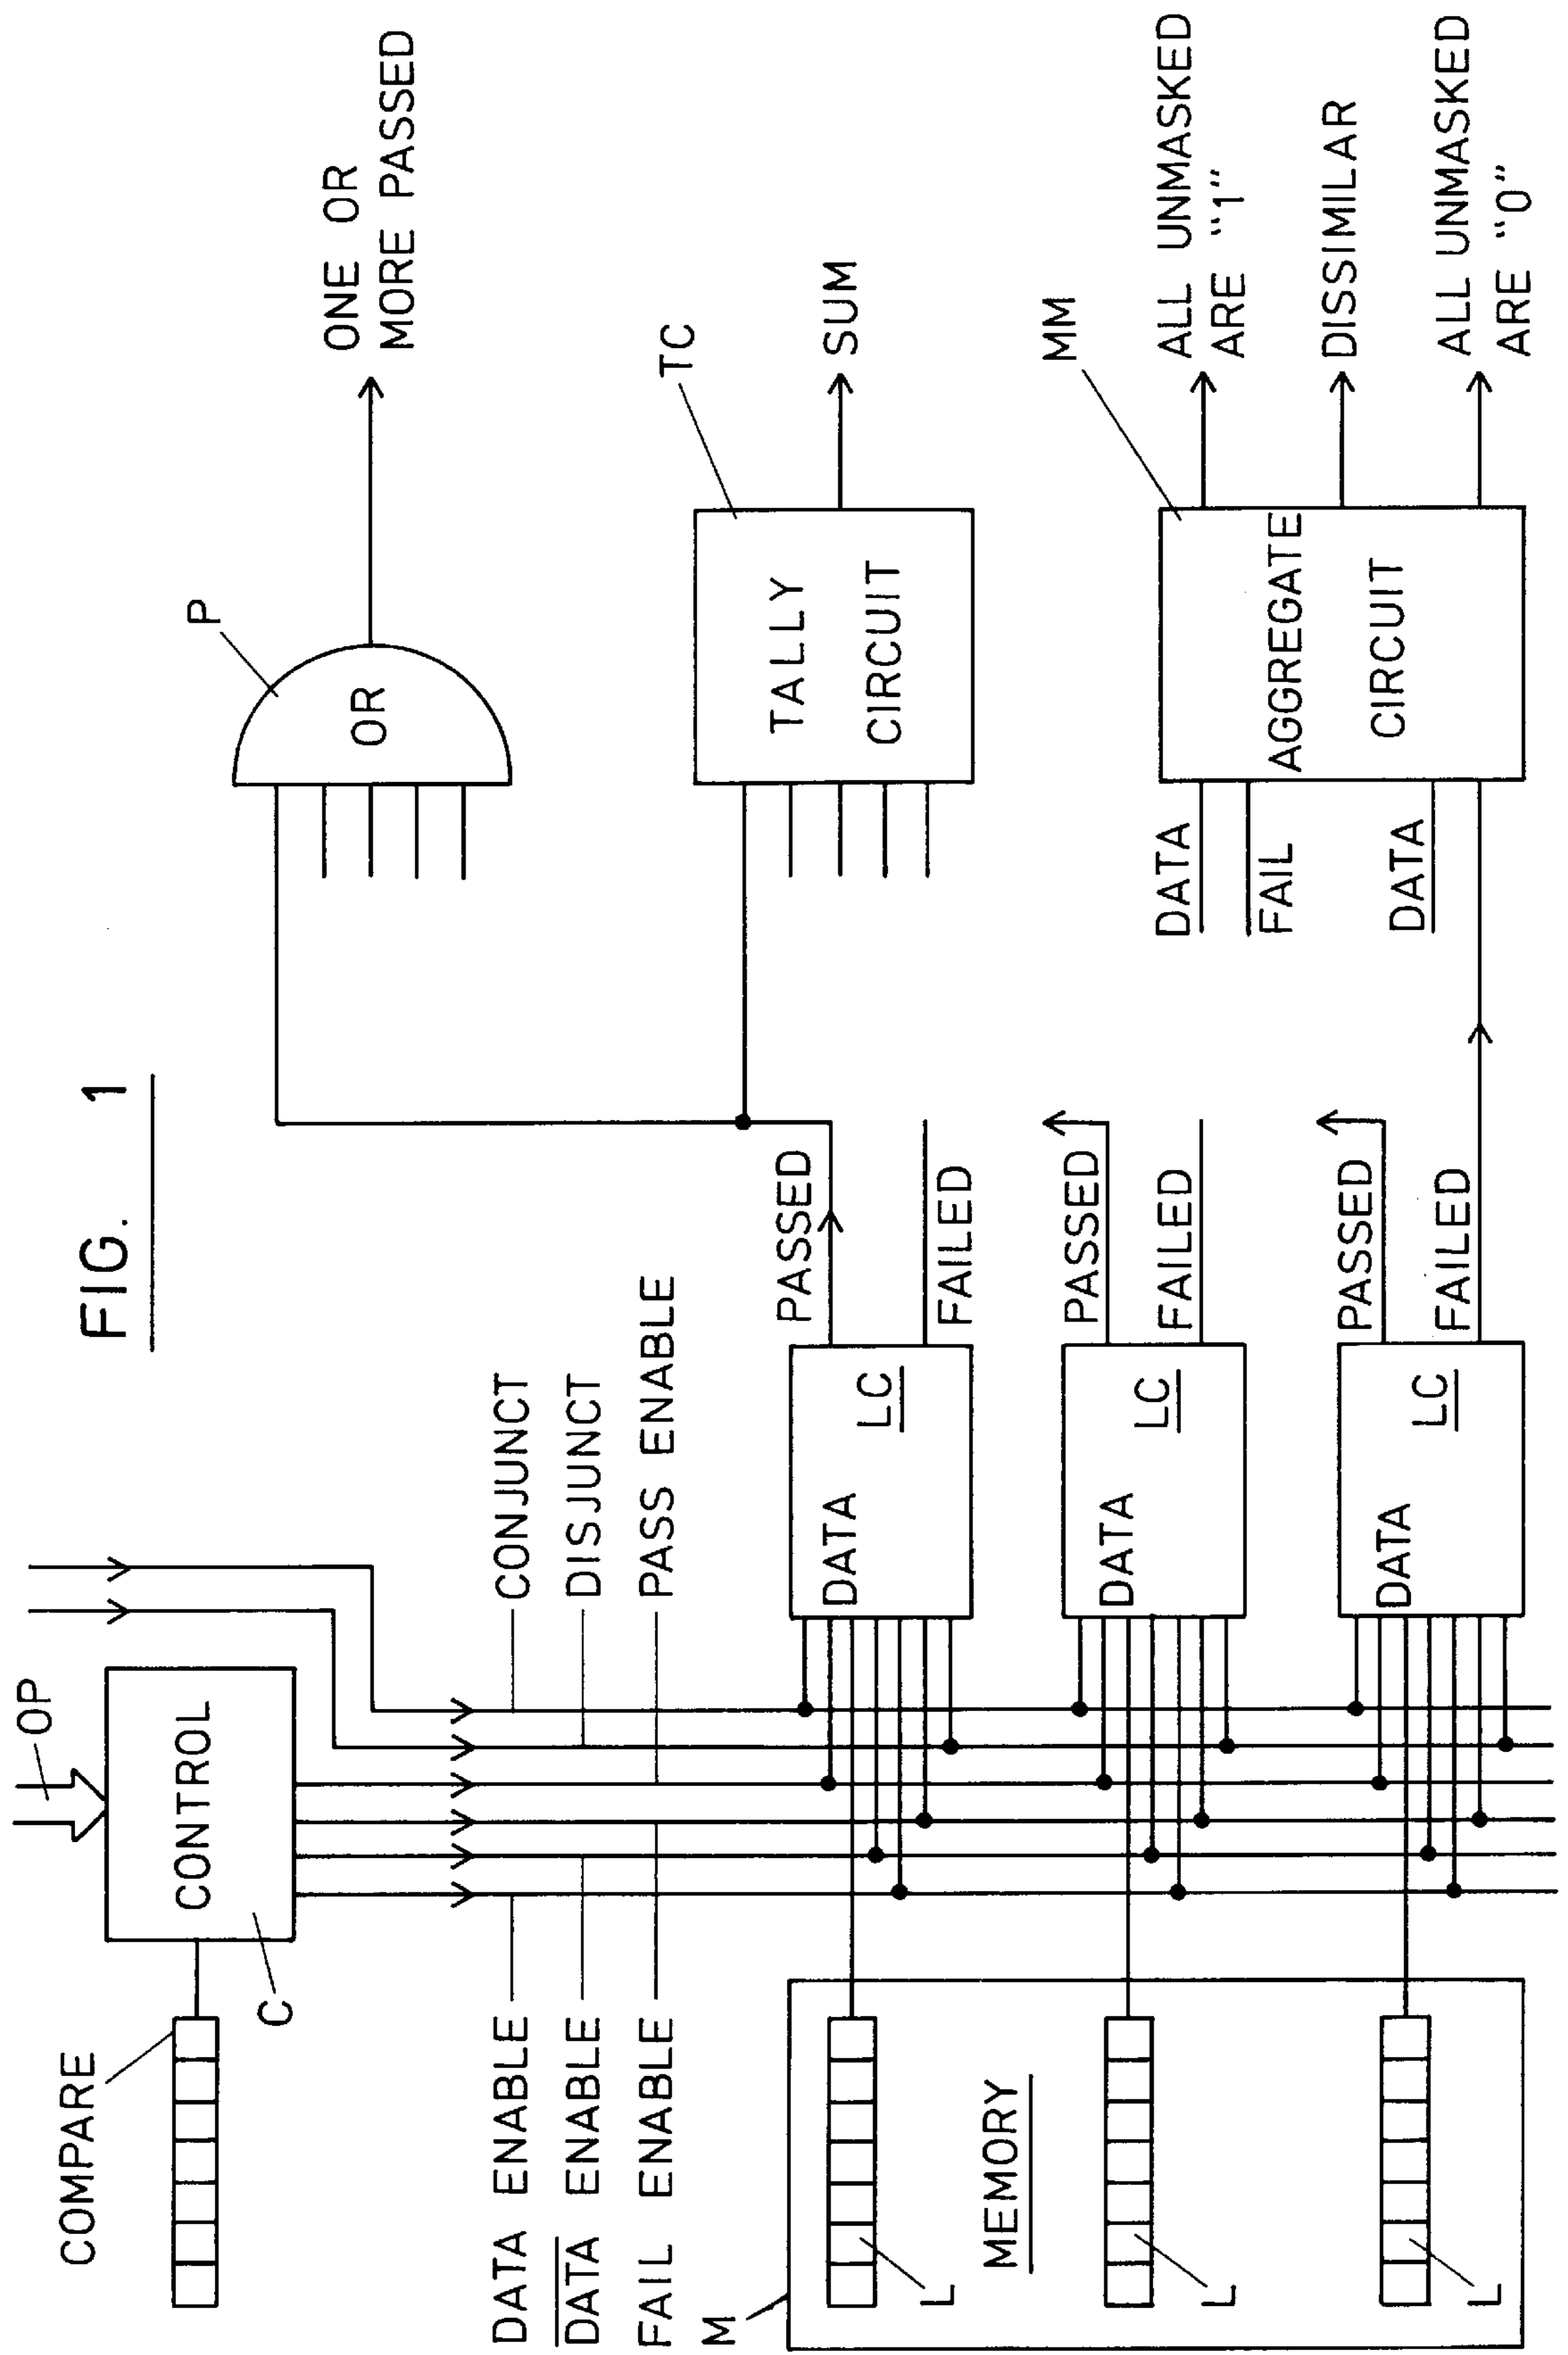 FIG. 1
OP
COMPARE
CONTROL
C
CONJUNCT
DISJUNCT
PASS ENABLE
DATA ENABLE
DATA ENABLE
FAIL ENABLE
M
MEMORY
L
L
L
DATA
LC
PASSED
FAILED
DATA
LC
PASSED
FAILED
DATA
LC
PASSED
FAILED
P
OR
ONE OR
MORE PASSED
TC
TALLY
CIRCUIT
SUM
MM
DATA
FAIL
DATA
AGGREGATE
CIRCUIT
ALL UNMASKED
ARE "1"
DISSIMILAR
ALL UNMASKED
ARE "0"